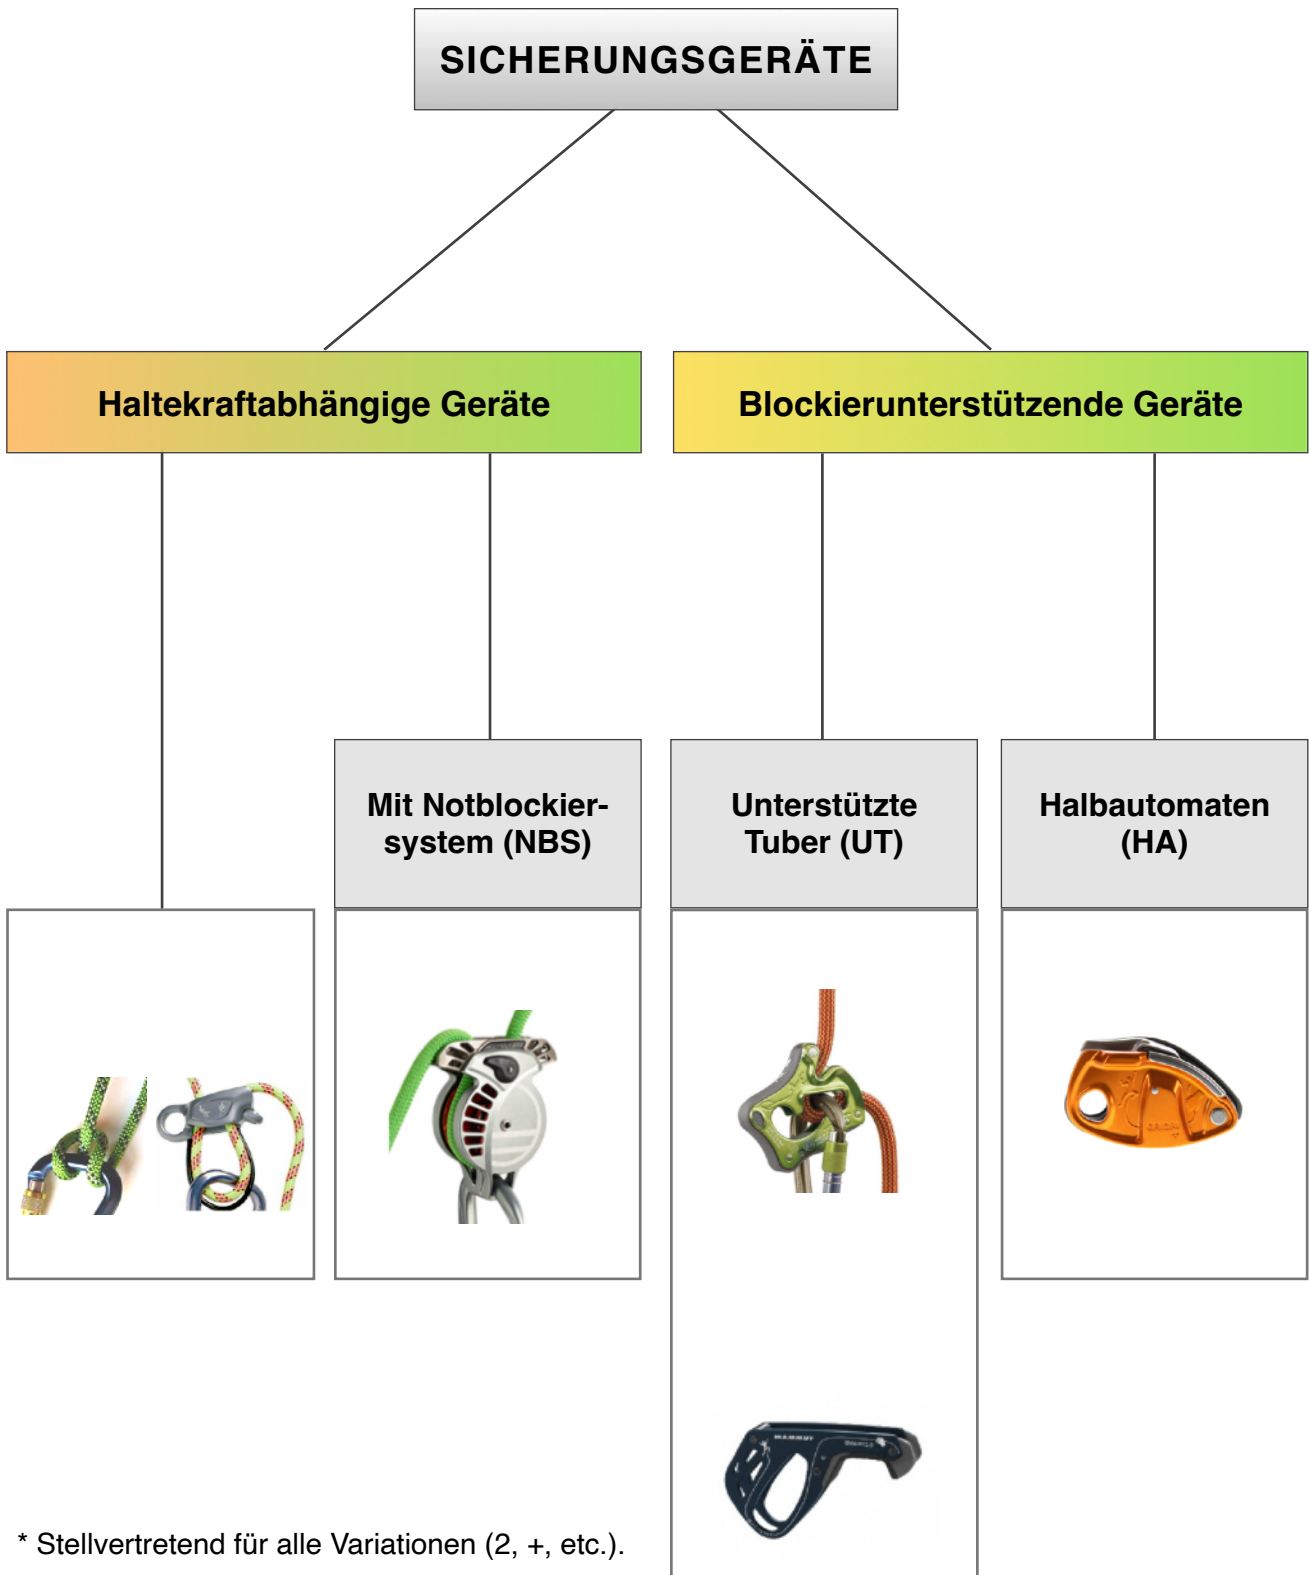 SICHERUNGSGERÄTE
Haltekraftabhängige Geräte
Blockierunterstützende Geräte
Mit Notblockier-
system (NBS)
Unterstützte
Tuber (UT)
Halbautomaten
(HA)
MAMMUT
* Stellvertretend für alle Variationen (2, +, etc.).